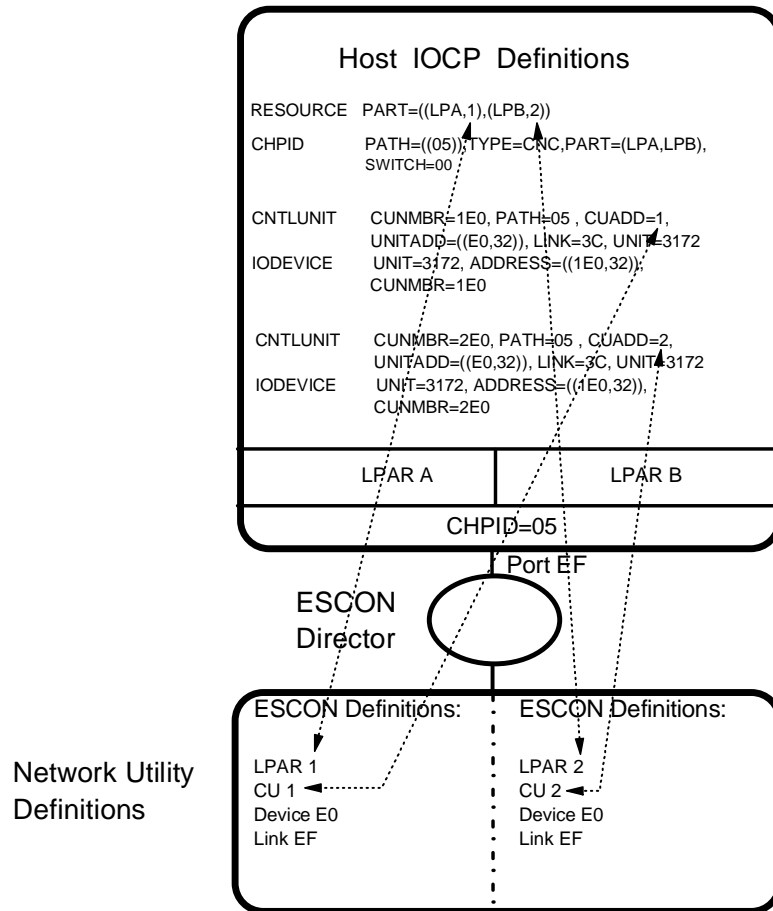 Host IOCP Definitions
RESOURCE PART=((LPA,1),(LPB,2))
CHPID PATH=((05)),TYPE=CNC,PART=(LPA,LPB),
SWITCH=00
CNTLUNIT CUNMBR=1E0, PATH=05 , CUADD=1,
UNITADD=((E0,32)), LINK=3C, UNIT=3172
IODEVICE UNIT=3172, ADDRESS=((1E0,32)),
CUNMBR=1E0
CNTLUNIT CUNMBR=2E0, PATH=05 , CUADD=2,
UNITADD=((E0,32)), LINK=3C, UNIT=3172
IODEVICE UNIT=3172, ADDRESS=((1E0,32)),
CUNMBR=2E0
LPAR A LPAR B
CHPID=05
Port EF
ESCON
Director
Network Utility
Definitions
ESCON Definitions:
LPAR 1
CU 1
Device E0
Link EF
ESCON Definitions:
LPAR 2
CU 2
Device E0
Link EF